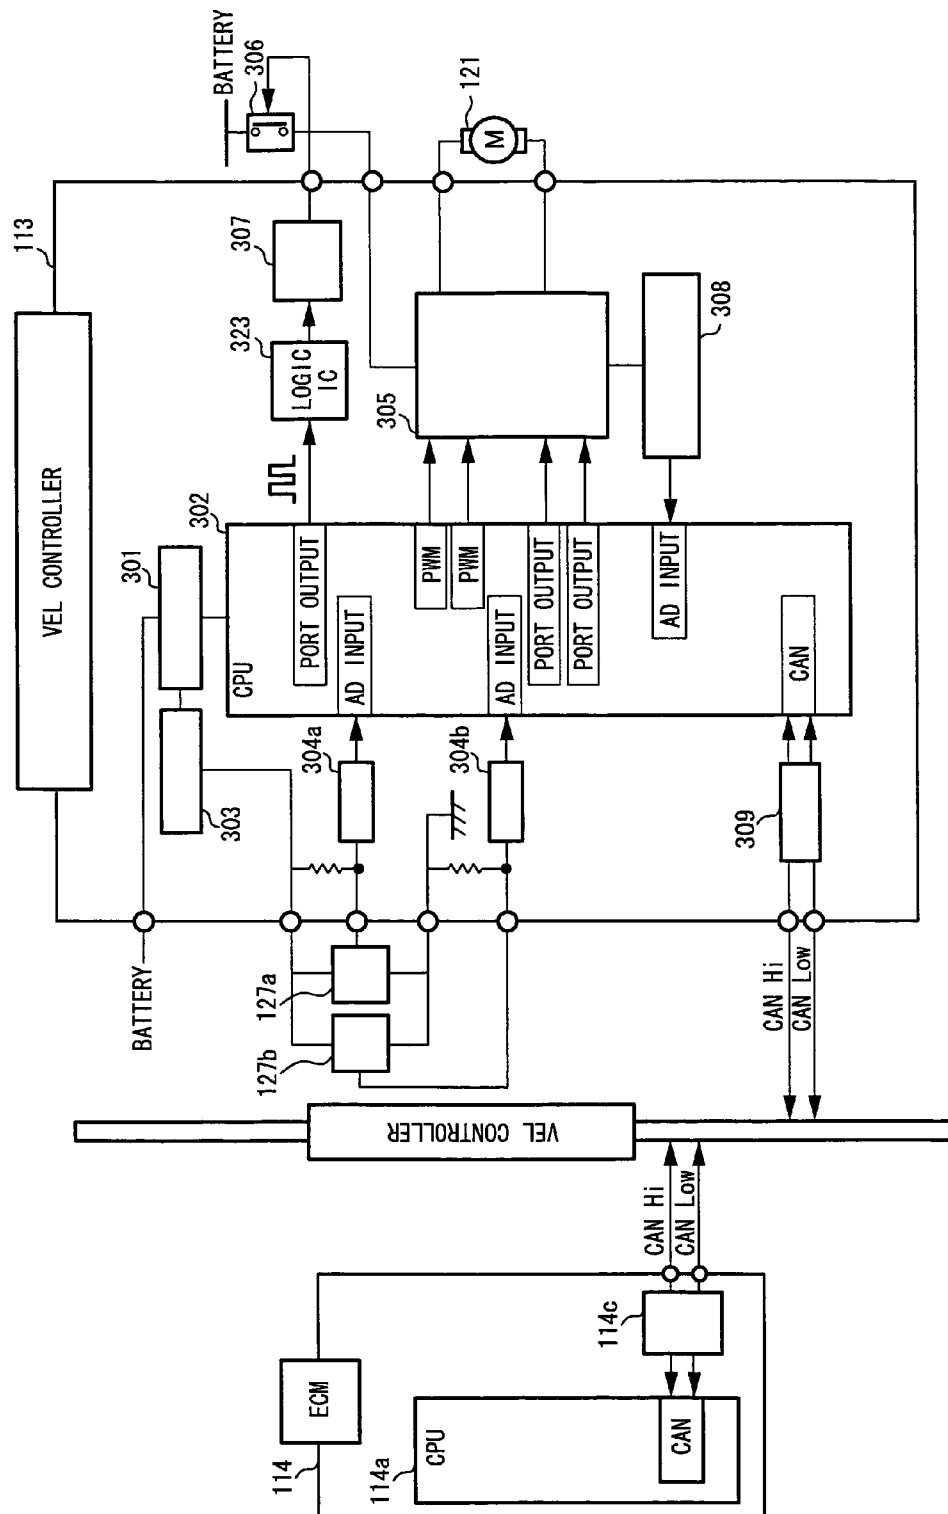 VEL CONTROLLER
113
BATTERY
306
121
M
307
323
LOGIC
IC
305
308
302
301
303
CPU
PORT OUTPUT
AD INPUT
PWM
PWM
AD INPUT
PORT OUTPUT
PORT OUTPUT
AD INPUT
CAN
304a
304b
309
BATTERY
127a
127b
CAN Hi
CAN Low
VEL CONTROLLER
CAN Hi
CAN Low
114c
ECM
114
114a
CPU
CAN